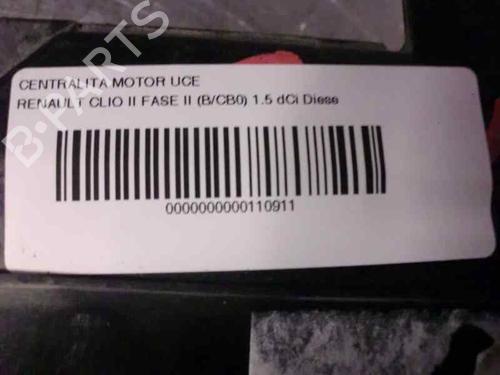 CENTRALITA MOTOR UCE
RENAULT CLIO II FASE II (B/CB0) 1.5 dCi Diese
0000000000110911
B-PARTS